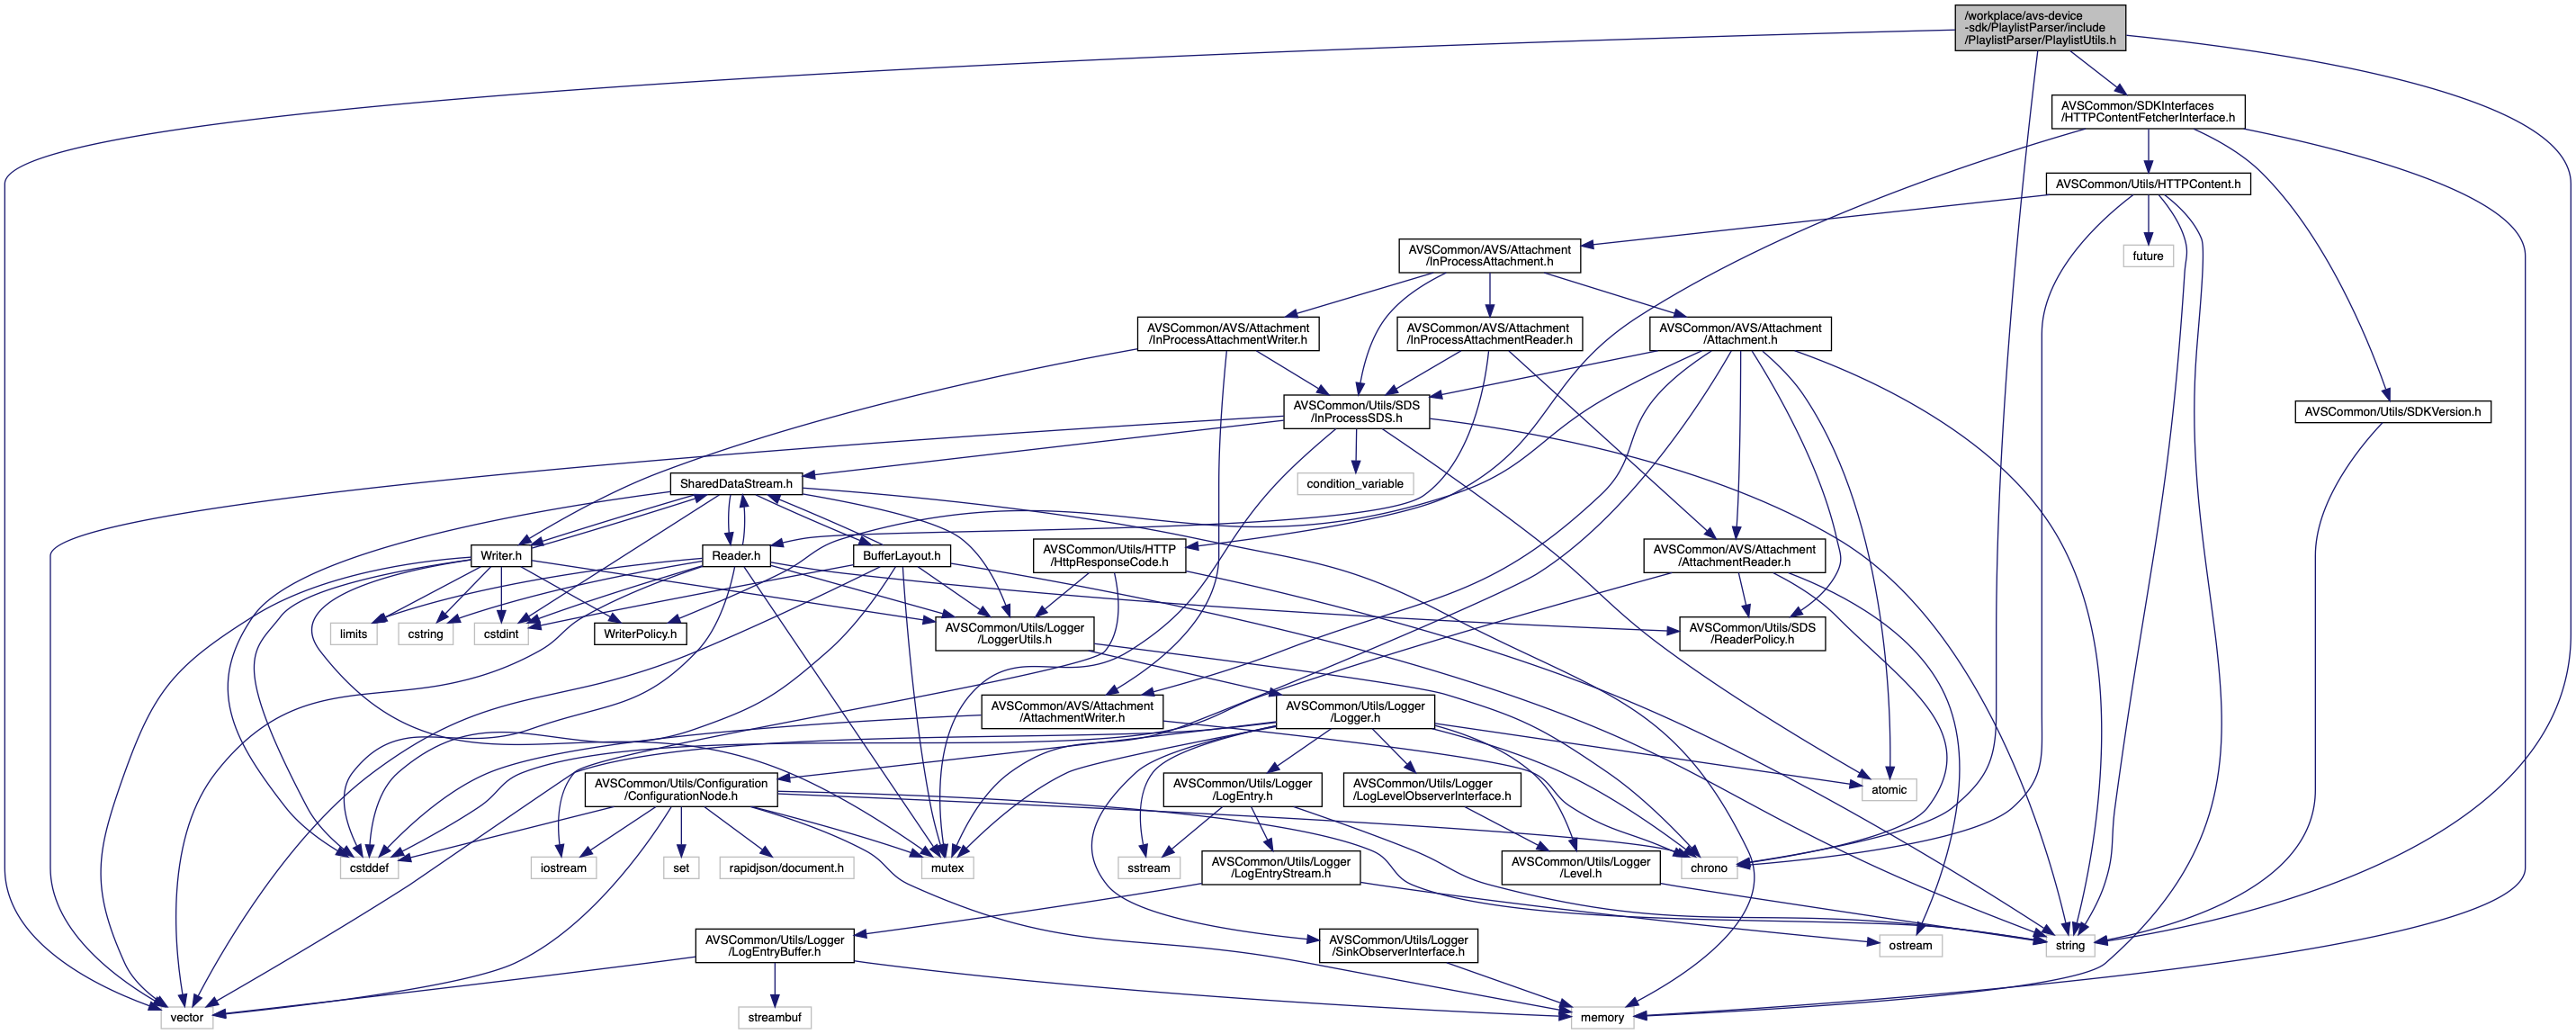 /workplace/avs-device
-sdk/PlaylistParser/include
/PlaylistParser/PlaylistUtils.h
AVSCommon/SDKInterfaces
/HTTPContentFetcherInterface.h
AVSCommon/Utils/HTTPContent.h
AVSCommon/AVS/Attachment
/InProcessAttachment.h
future
AVSCommon/AVS/Attachment
/InProcessAttachmentWriter.h
AVSCommon/AVS/Attachment
/InProcessAttachmentReader.h
AVSCommon/AVS/Attachment
/Attachment.h
AVSCommon/Utils/SDS
/InProcessSDS.h
AVSCommon/Utils/SDKVersion.h
SharedDataStream.h
condition_variable
Writer.h
Reader.h
BufferLayout.h
AVSCommon/Utils/HTTP
/HttpResponseCode.h
AVSCommon/AVS/Attachment
/AttachmentReader.h
limits
cstring
cstdint
WriterPolicy.h
AVSCommon/Utils/Logger
/LoggerUtils.h
AVSCommon/Utils/SDS
/ReaderPolicy.h
AVSCommon/AVS/Attachment
/AttachmentWriter.h
AVSCommon/Utils/Logger
/Logger.h
AVSCommon/Utils/Configuration
/ConfigurationNode.h
AVSCommon/Utils/Logger
/LogEntry.h
AVSCommon/Utils/Logger
/LogLevelObserverInterface.h
atomic
cstddef
iostream
set
rapidjson/document.h
mutex
sstream
AVSCommon/Utils/Logger
/LogEntryStream.h
AVSCommon/Utils/Logger
/Level.h
chrono
AVSCommon/Utils/Logger
/LogEntryBuffer.h
AVSCommon/Utils/Logger
/SinkObserverInterface.h
ostream
string
vector
streambuf
memory